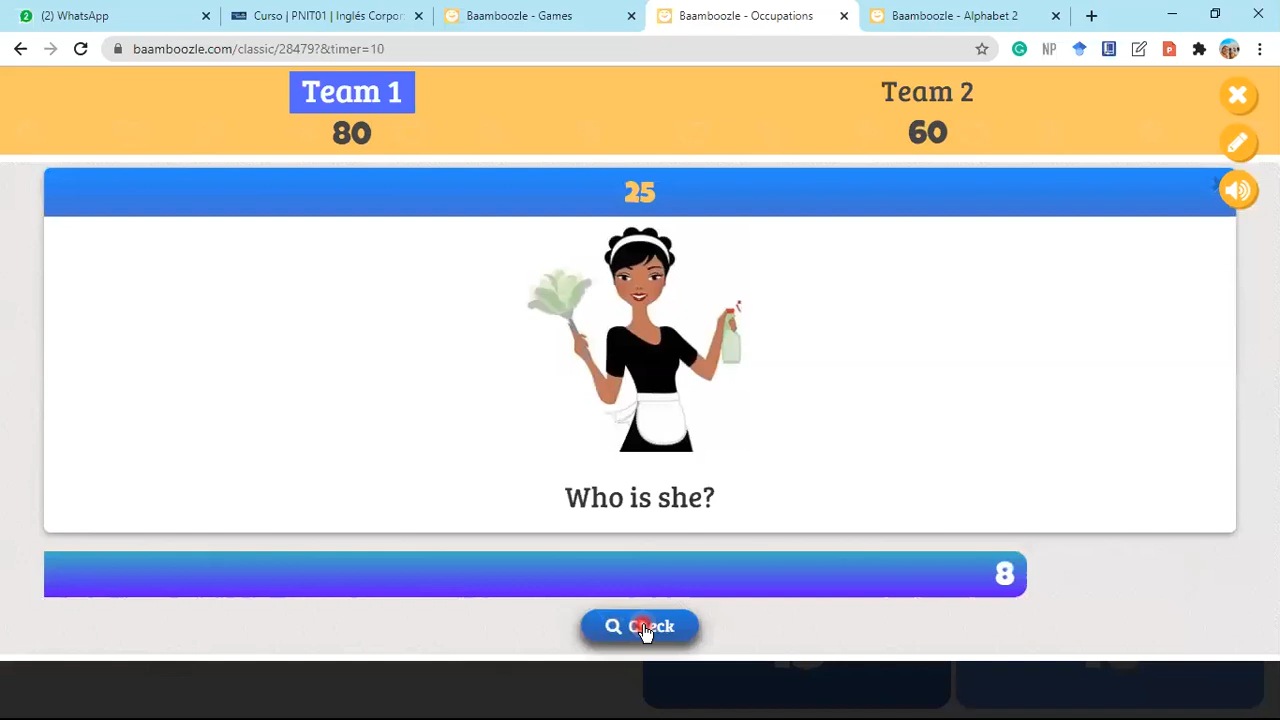 (2) WhatsApp
Curso | PNIT01 | Inglés Corpor
Baamboozle - Games
Baamboozle - Occupations
Baamboozle - Alphabet 2
baamboozle.com/classic/28479?&timer=10
NP
Team 1
Team 2
80
60
25
Who is she?
8
Check